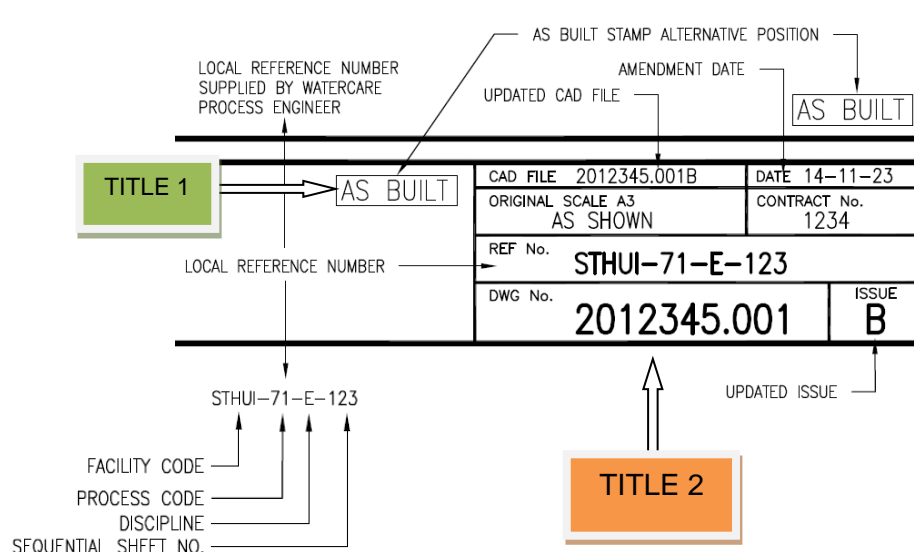 AS BUILT STAMP ALTERNATIVE POSITION
LOCAL REFERENCE NUMBER
SUPPLIED BY WATERCARE
PROCESS ENGINEER
AMENDMENT DATE
UPDATED CAD FILE
AS BUILT
TITLE 1
AS BUILT
CAD FILE 2012345.001B
DATE 14-11-23
ORIGINAL SCALE A3
AS SHOWN
CONTRACT No.
1234
LOCAL REFERENCE NUMBER
REF No. STHUI-71-E-123
DWG No. 2012345.001
ISSUE
B
UPDATED ISSUE
STHUI-71-E-123
FACILITY CODE
PROCESS CODE
DISCIPLINE
SEQUENTIAL SHEET NO.
TITLE 2